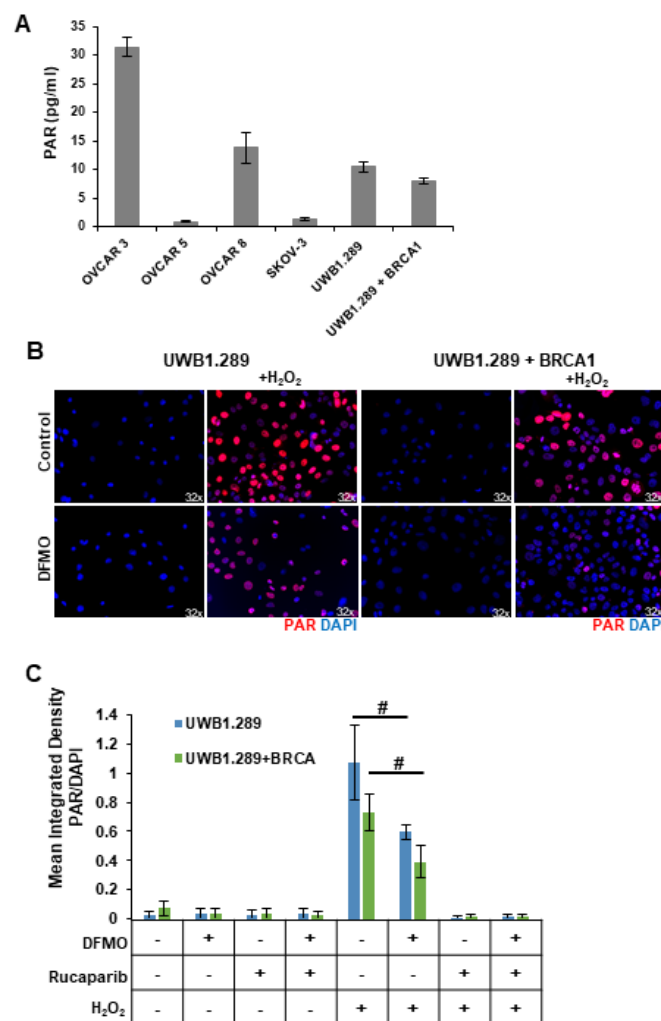 A
PAR (pg/ml)
35
30
25
20
15
10
5
0
OVCAR 3
OVCAR 5
OVCAR 8
SKOV-3
UWB1.289
UWB1.289 + BRCA1
B
UWB1.289
UWB1.289 + BRCA1
+H₂O₂
+H₂O₂
Control
32x
32x
32x
32x
DFMO
32x
32x
32x
32x
PAR DAPI
PAR DAPI
C
Mean Integrated Density
PAR/DAPI
1.4
1.2
1
0.8
0.6
0.4
0.2
0
UWB1.289
UWB1.289+BRCA
#
#
DFMO - + - + - + - +
Rucaparib - - + + - - + +
H₂O₂ - - - - + + + +